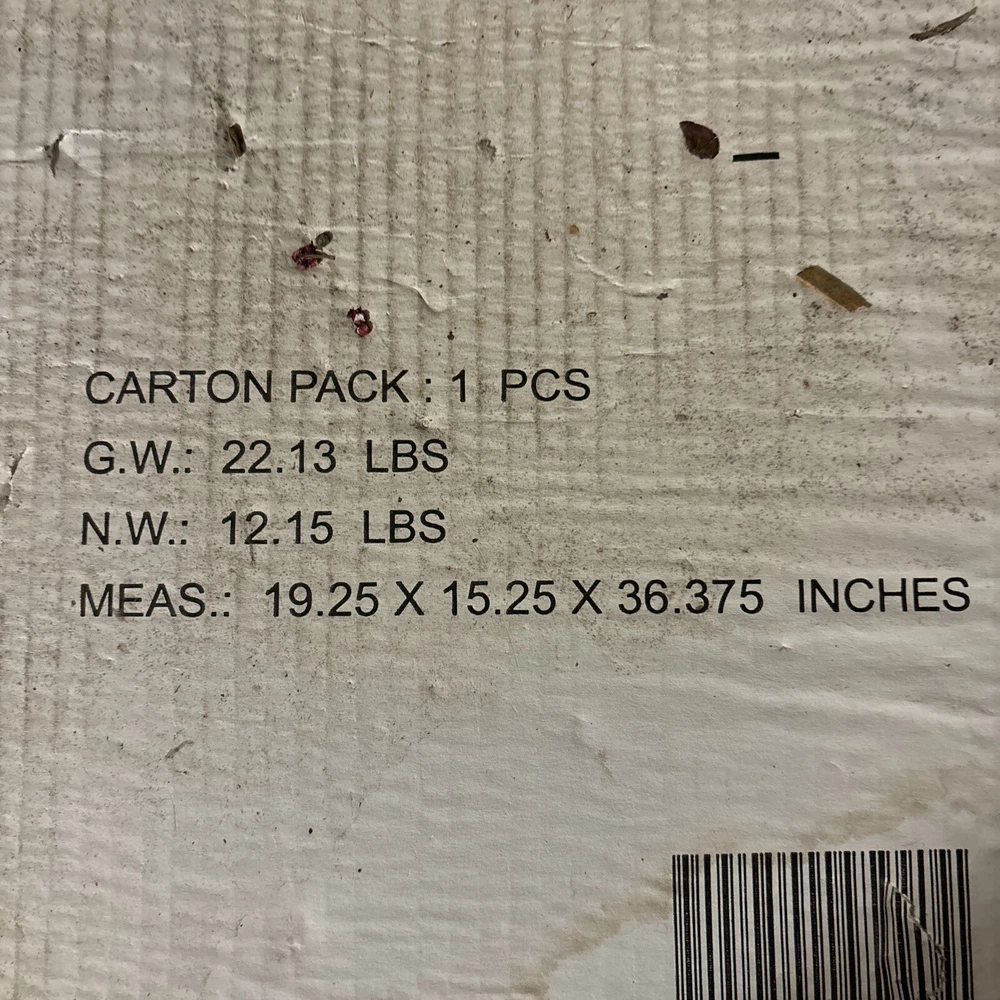 CARTON PACK : 1 PCS
G.W.: 22.13 LBS
N.W.: 12.15 LBS
MEAS.: 19.25 X 15.25 X 36.375 INCHES